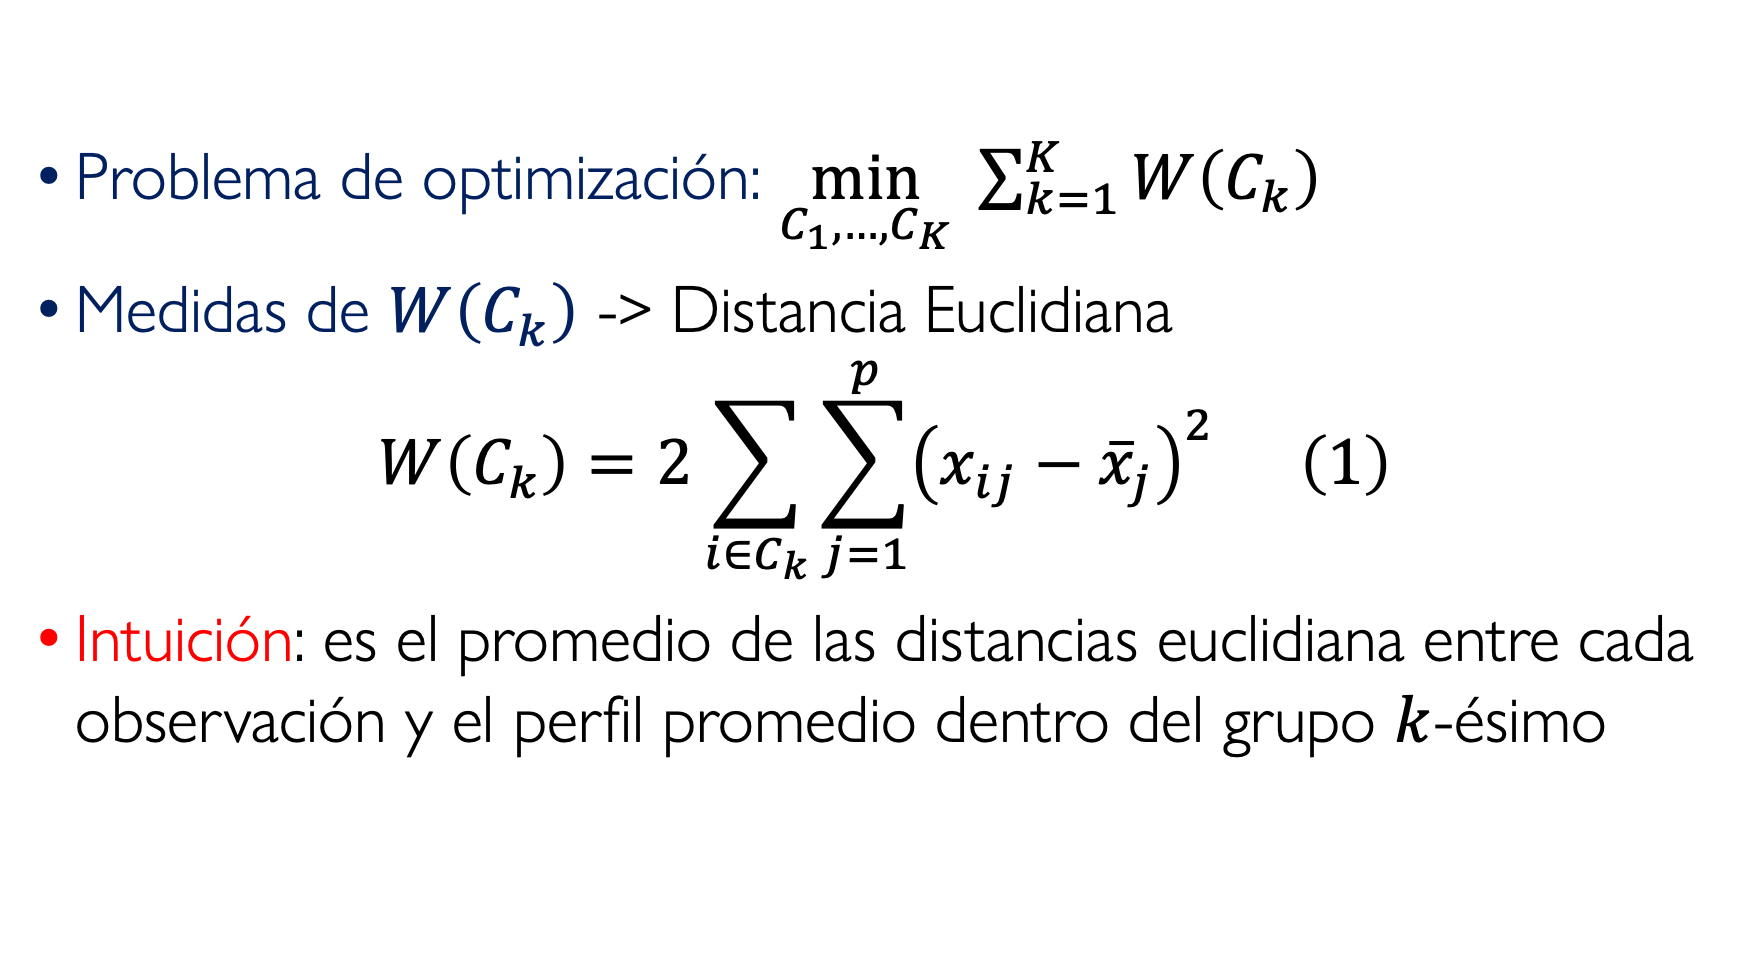 • Problema de optimización: min_{C_1,...,C_K} ∑_{k=1}^{K} W(C_k)
• Medidas de W(C_k) -> Distancia Euclidiana
W(C_k) = 2 ∑_{i∈C_k} ∑_{j=1}^{p} (x_{ij} − x̄_j)^2 (1)
• Intuición: es el promedio de las distancias euclidiana entre cada
observación y el perfil promedio dentro del grupo k-ésimo